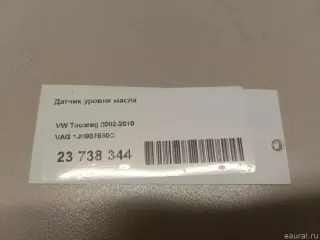 Датчик уровня масла
VW Touareg 2002-2010
VAG 1J0907660C
23 738 344
eaural.ru